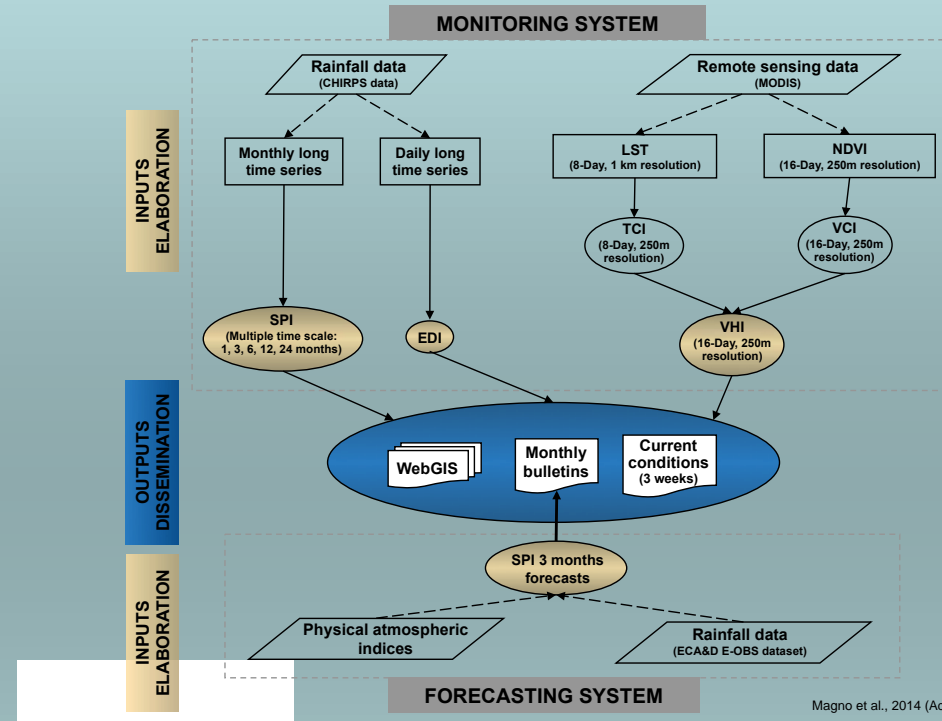 MONITORING SYSTEM
Rainfall data
(CHIRPS data)
Remote sensing data
(MODIS)
INPUTS
ELABORATION
Monthly long
time series
Daily long
time series
LST
(8-Day, 1 km resolution)
NDVI
(16-Day, 250m resolution)
TCI
(8-Day, 250m
resolution)
VCI
(16-Day, 250m
resolution)
SPI
(Multiple time scale:
1, 3, 6, 12, 24 months)
EDI
VHI
(16-Day, 250m
resolution)
OUTPUTS
DISSEMINATION
WebGIS
Monthly
bulletins
Current
conditions
(3 weeks)
INPUTS
ELABORATION
SPI 3 months
forecasts
Physical atmospheric
indices
Rainfall data
(ECA&D E-OBS dataset)
FORECASTING SYSTEM
Magno et al., 2014 (Ac